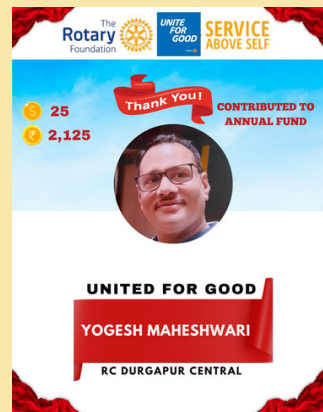 The
Rotary
Foundation
UNITE
FOR
GOOD
SERVICE
ABOVE SELF
Thank You!
$ 25
₹ 2,125
CONTRIBUTED TO
ANNUAL FUND
UNITED FOR GOOD
YOGESH MAHESHWARI
RC DURGAPUR CENTRAL